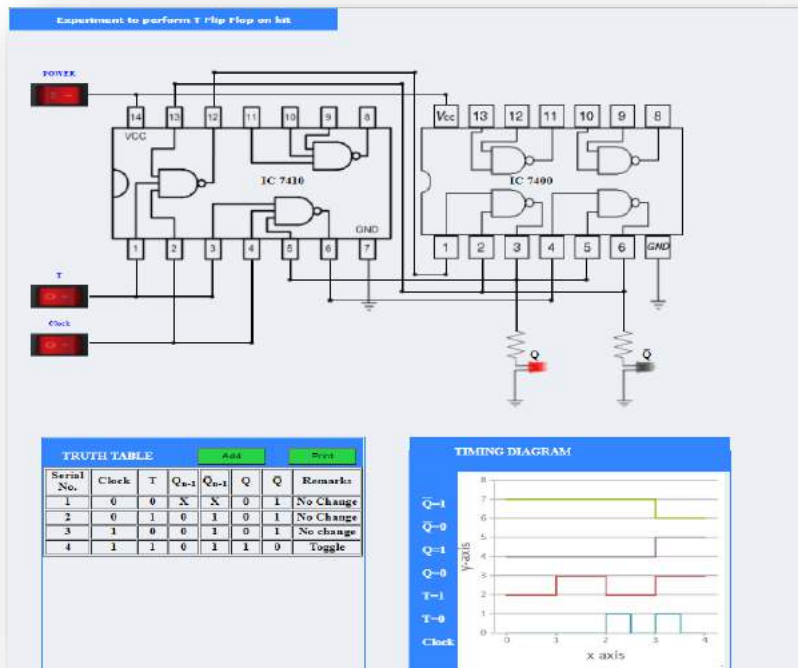 Experiment to perform T Flip Flop on kit
POWER
14 13 12 11 10 9 8
VCC
IC 7410
GND
1 2 3 4 5 6 7
Vcc 13 12 11 10 9 8
IC 7400
1 2 3 4 5 6 GND
T
Clock
Q
Q̅
TRUTH TABLE Add Print
Serial No. Clock T Qn-1 Qn-1 Q Q Remarks
1 0 0 X X 0 1 No Change
2 0 1 0 1 0 1 No Change
3 1 0 0 1 0 1 No change
4 1 1 0 1 1 0 Toggle
TIMING DIAGRAM
Q̅=1
Q̅=0
Q=1
Q=0
T=1
T=0
Clock
y-axis
8
7
6
5
4
3
2
1
0
0 1 2 3 4
x axis